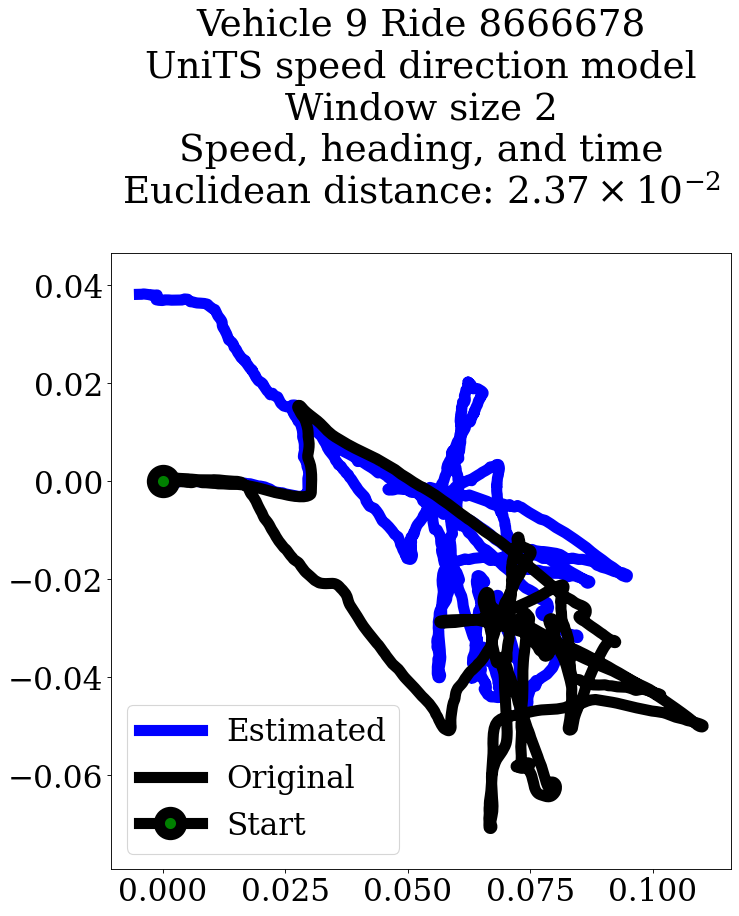 Vehicle 9 Ride 8666678
UniTS speed direction model
Window size 2
Speed, heading, and time
Euclidean distance: 2.37 × 10⁻²
0.04
0.02
0.00
−0.02
−0.04
−0.06
Estimated
Original
Start
0.000 0.025 0.050 0.075 0.100